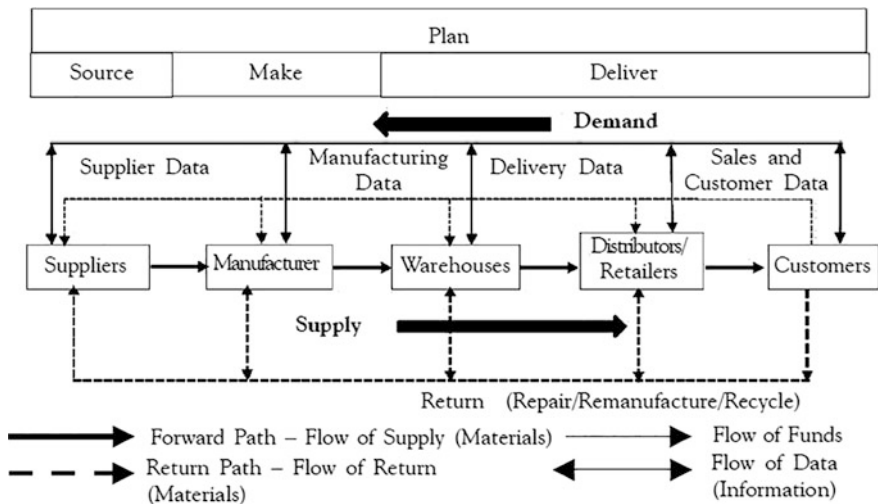 Plan
Source Make Deliver
Demand
Supplier Data
Manufacturing
Data
Delivery Data
Sales and
Customer Data
Suppliers
Manufacturer
Warehouses
Distributors/
Retailers
Customers
Supply
Return (Repair/Remanufacture/Recycle)
Forward Path – Flow of Supply (Materials)
Flow of Funds
Return Path – Flow of Return
(Materials)
Flow of Data
(Information)